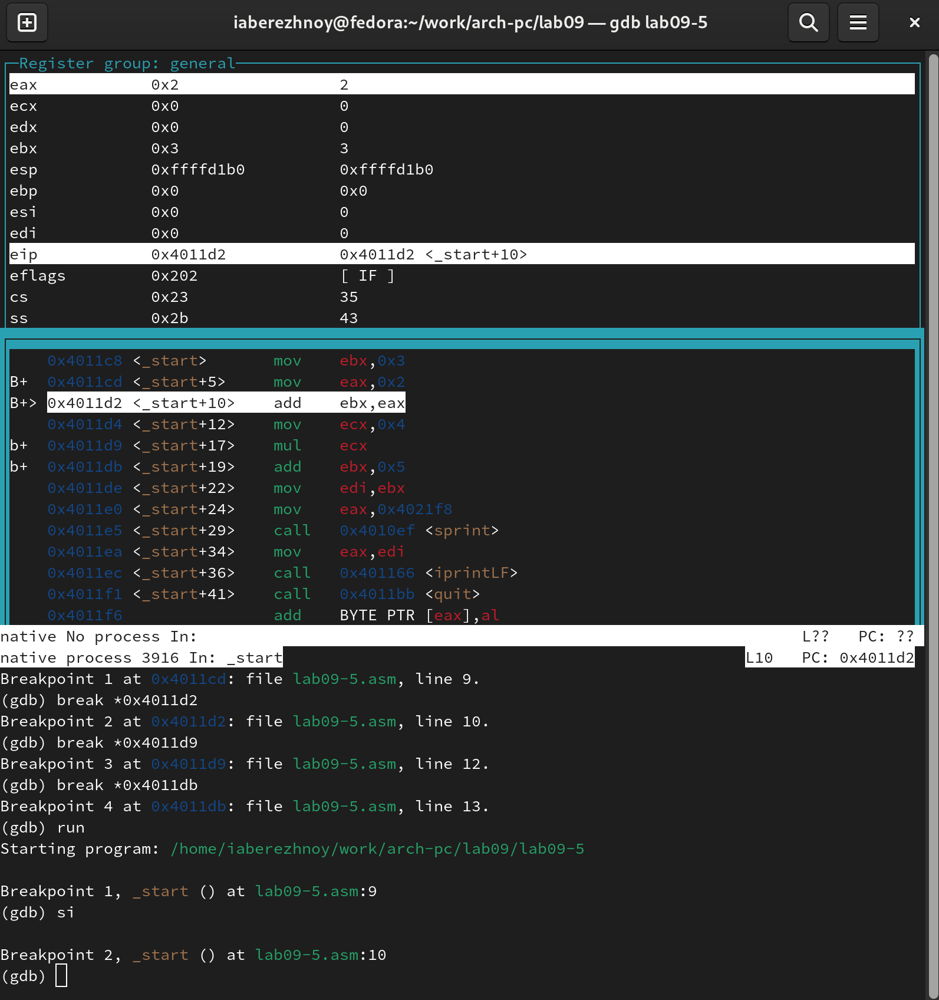 iaberezhnoy@fedora:~/work/arch-pc/lab09 — gdb lab09-5
Register group: general
eax 0x2 2
ecx 0x0 0
edx 0x0 0
ebx 0x3 3
esp 0xffffd1b0 0xffffd1b0
ebp 0x0 0x0
esi 0x0 0
edi 0x0 0
eip 0x4011d2 0x4011d2 <_start+10>
eflags 0x202 [ IF ]
cs 0x23 35
ss 0x2b 43
0x4011c8 <_start> mov ebx,0x3
B+ 0x4011cd <_start+5> mov eax,0x2
B+> 0x4011d2 <_start+10> add ebx,eax
0x4011d4 <_start+12> mov ecx,0x4
b+ 0x4011d9 <_start+17> mul ecx
b+ 0x4011db <_start+19> add ebx,0x5
0x4011de <_start+22> mov edi,ebx
0x4011e0 <_start+24> mov eax,0x4021f8
0x4011e5 <_start+29> call 0x4010ef <sprint>
0x4011ea <_start+34> mov eax,edi
0x4011ec <_start+36> call 0x401166 <iprintLF>
0x4011f1 <_start+41> call 0x4011bb <quit>
0x4011f6 add BYTE PTR [eax],al
native No process In: L?? PC: ??
native process 3916 In: _start L10 PC: 0x4011d2
Breakpoint 1 at 0x4011cd: file lab09-5.asm, line 9.
(gdb) break *0x4011d2
Breakpoint 2 at 0x4011d2: file lab09-5.asm, line 10.
(gdb) break *0x4011d9
Breakpoint 3 at 0x4011d9: file lab09-5.asm, line 12.
(gdb) break *0x4011db
Breakpoint 4 at 0x4011db: file lab09-5.asm, line 13.
(gdb) run
Starting program: /home/iaberezhnoy/work/arch-pc/lab09/lab09-5
Breakpoint 1, _start () at lab09-5.asm:9
(gdb) si
Breakpoint 2, _start () at lab09-5.asm:10
(gdb)